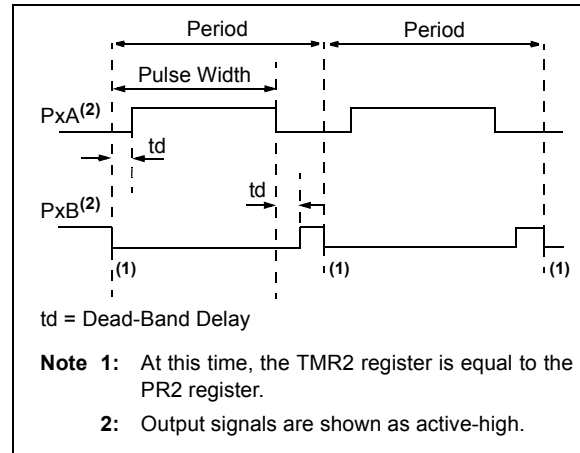 Period Period
Pulse Width
PxA(2)
td
td
PxB(2)
(1) (1) (1)
td = Dead-Band Delay
Note 1: At this time, the TMR2 register is equal to the
PR2 register.
2: Output signals are shown as active-high.